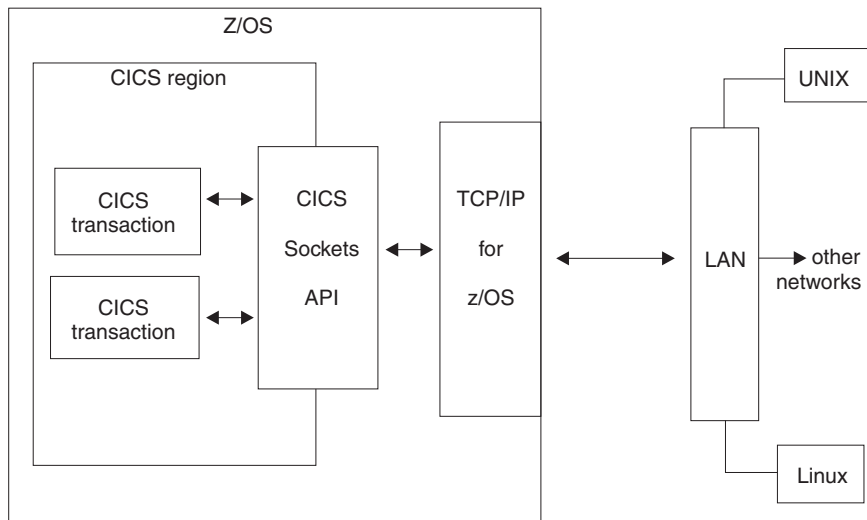 Z/OS
CICS region
UNIX
CICS
transaction
CICS
Sockets
API
TCP/IP
for
z/OS
LAN
other
networks
CICS
transaction
Linux